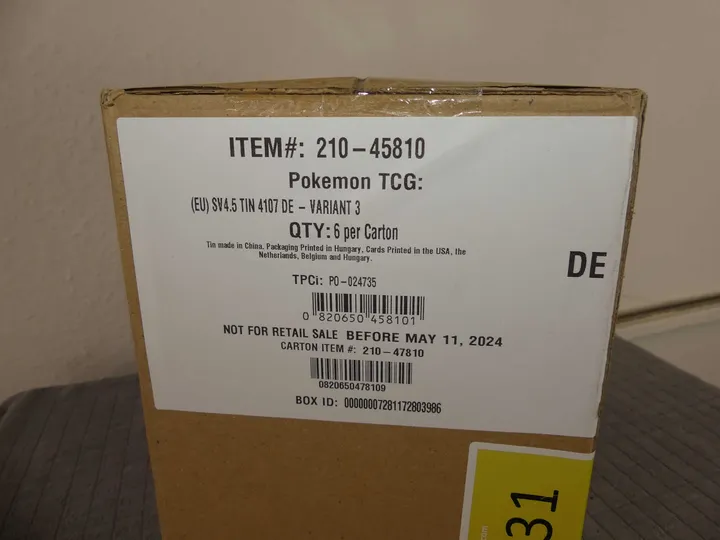 ITEM#: 210-45810
Pokemon TCG:
(EU) SV4.5 TIN 4107 DE - VARIANT 3
QTY: 6 per Carton
Tin made in China. Packaging Printed in Hungary, Cards Printed in the USA, the
Netherlands, Belgium and Hungary.
DE
TPCi: PO-024735
0 820650 458101
NOT FOR RETAIL SALE BEFORE MAY 11, 2024
CARTON ITEM #: 210-47810
0820650478109
BOX ID: 00000007281172803986
31